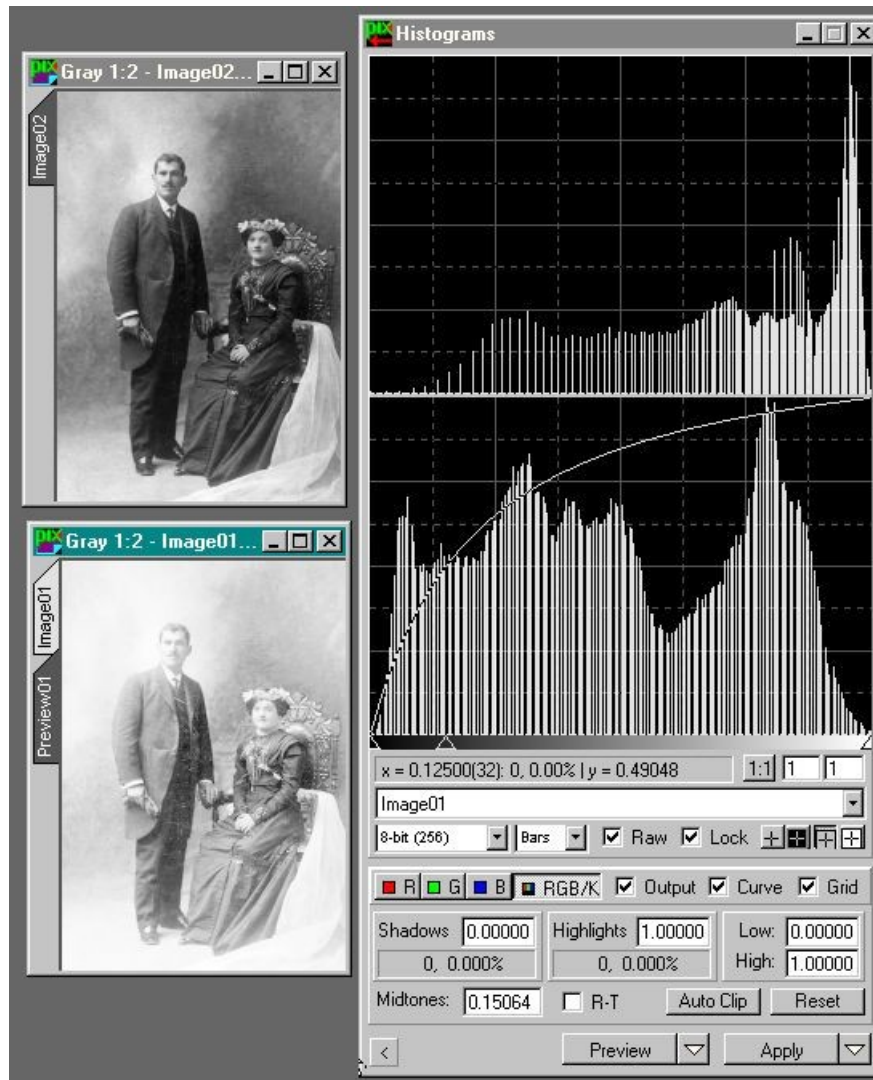 Histograms
Gray 1:2 - Image02...
Image02
Gray 1:2 - Image01...
Image01
Preview01
x = 0.12500(32): 0, 0.00% | y = 0.49048 1:1 1 1
Image01
8-bit (256) Bars Raw Lock
R G B RGB/K Output Curve Grid
Shadows 0.00000 Highlights 1.00000 Low: 0.00000
0, 0.000% 0, 0.000% High: 1.00000
Midtones: 0.15064 R-T Auto Clip Reset
< Preview Apply